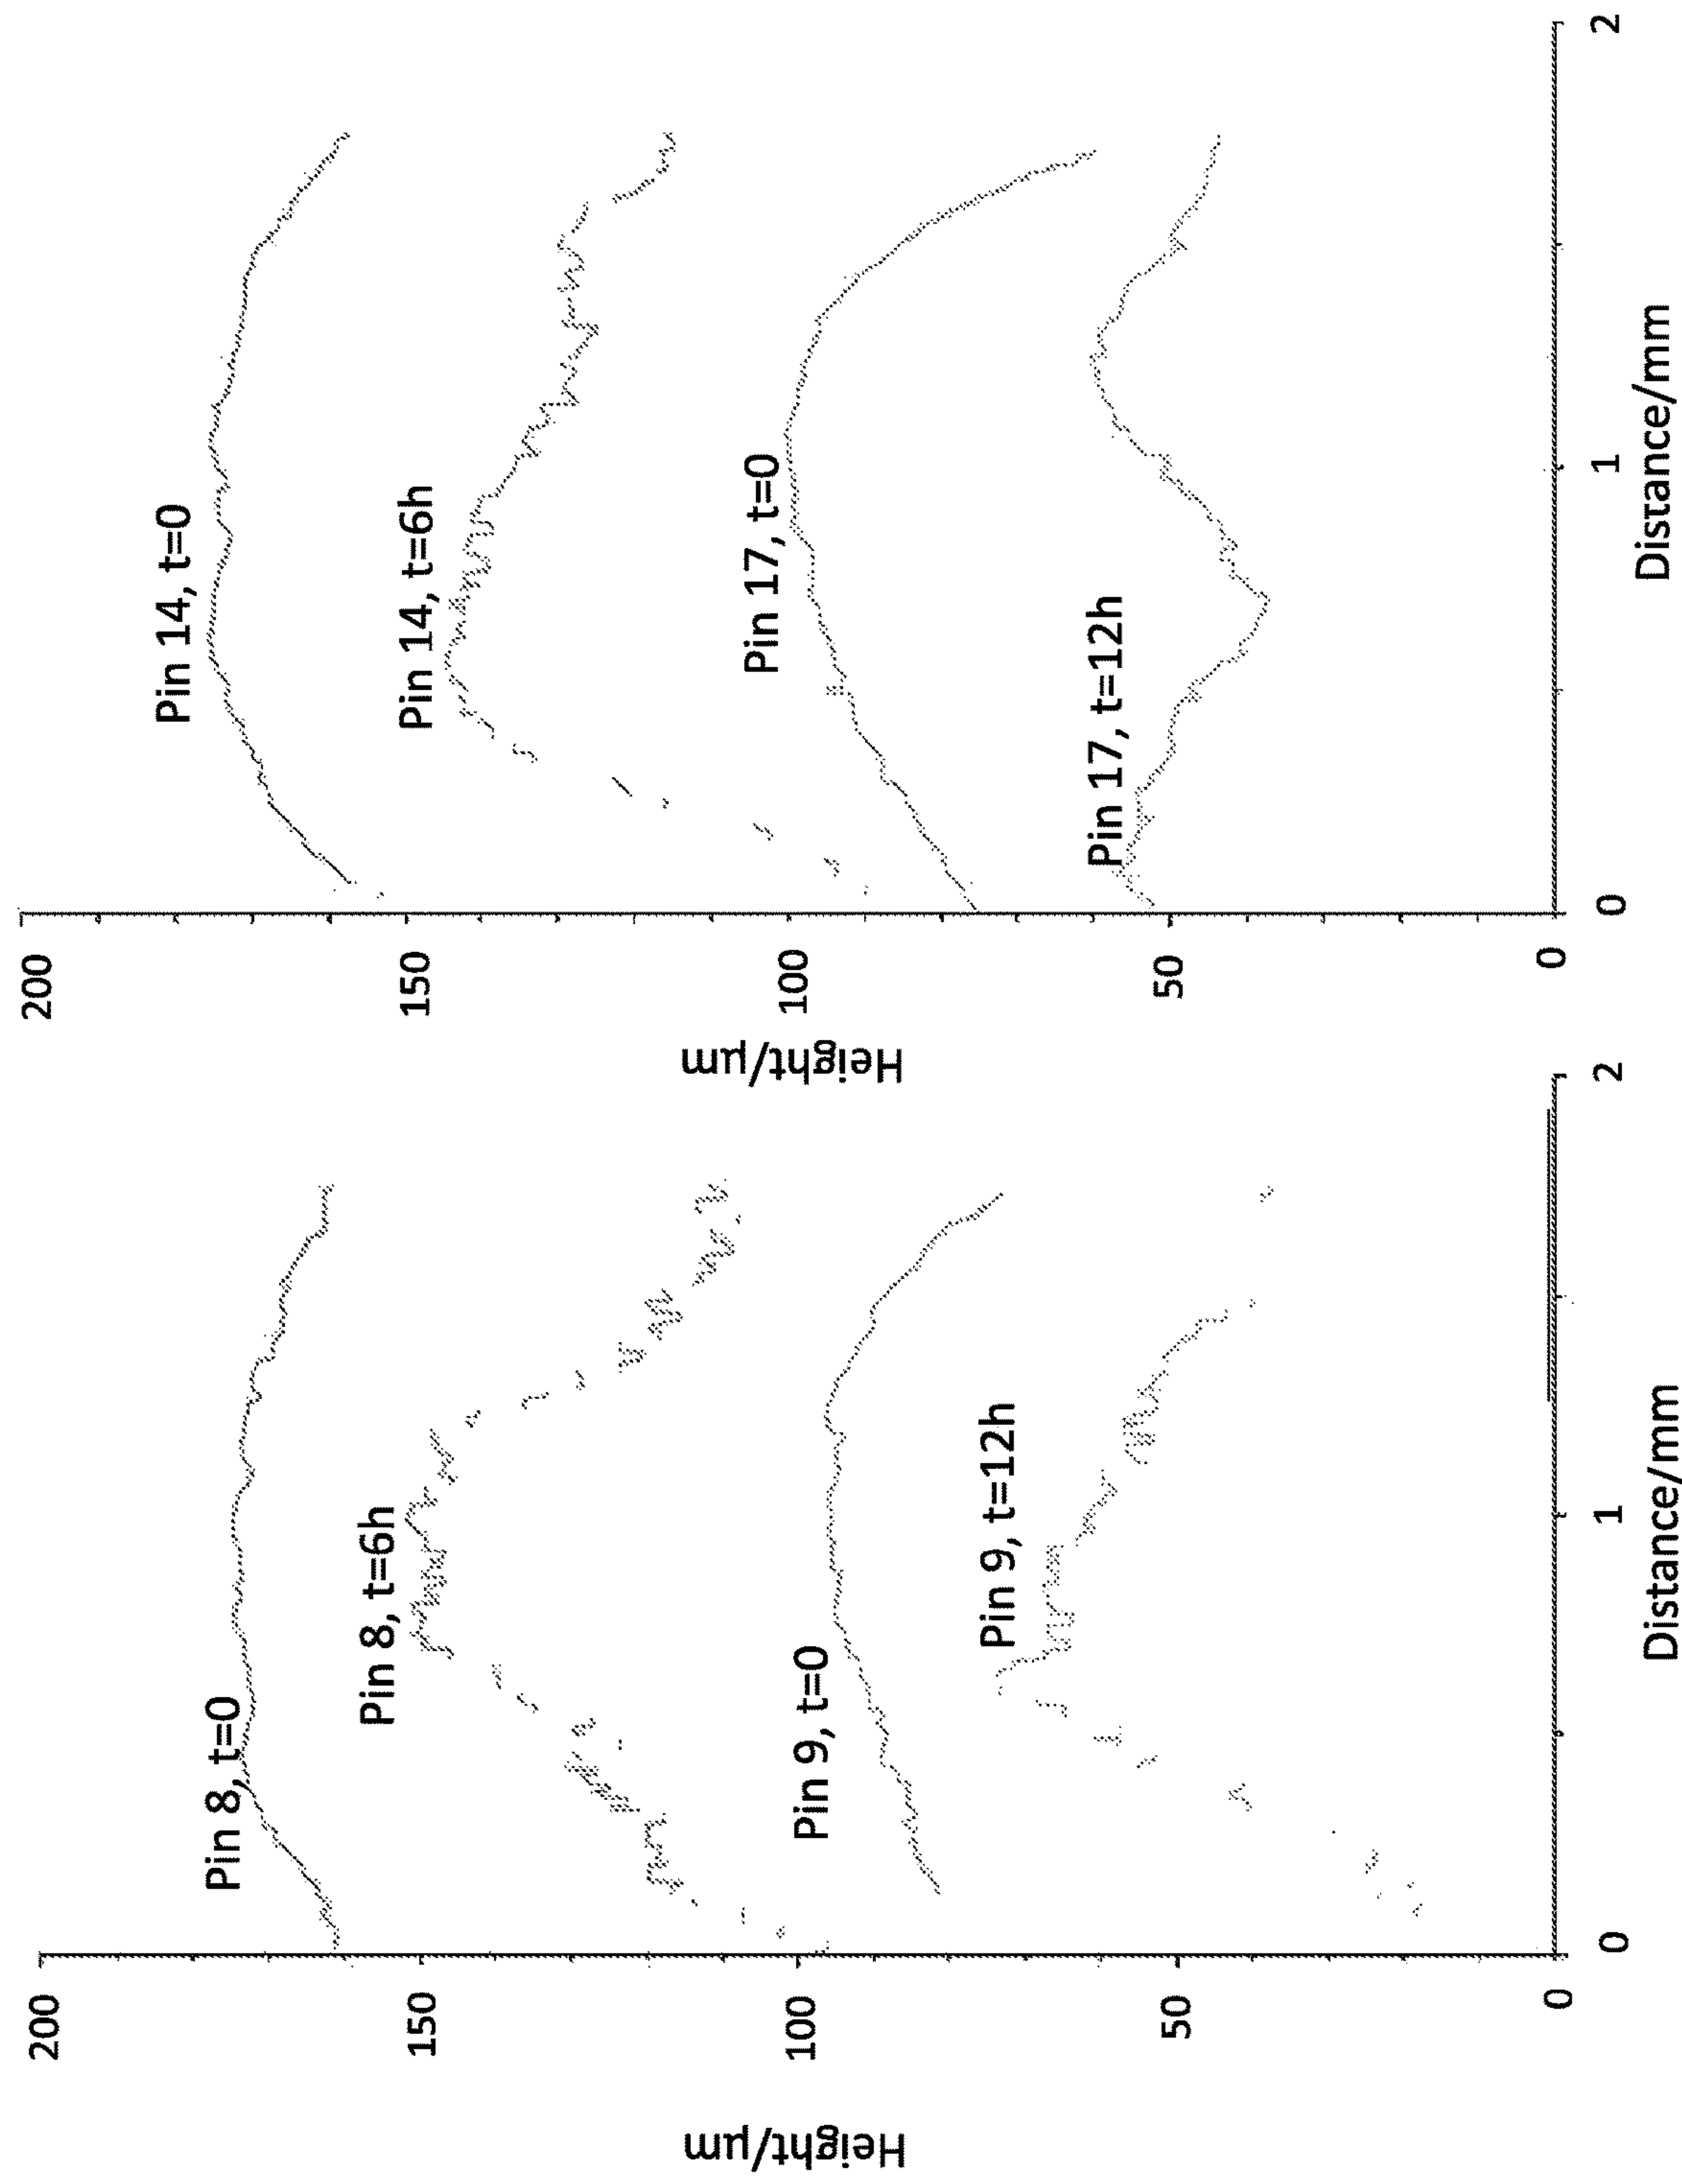 Height/µm
200
150
100
50
0
Pin 8, t=0
Pin 8, t=6h
Pin 9, t=0
Pin 9, t=12h
0
1
2
Distance/mm
Height/µm
200
150
100
50
0
Pin 14, t=0
Pin 14, t=6h
Pin 17, t=0
Pin 17, t=12h
0
1
2
Distance/mm